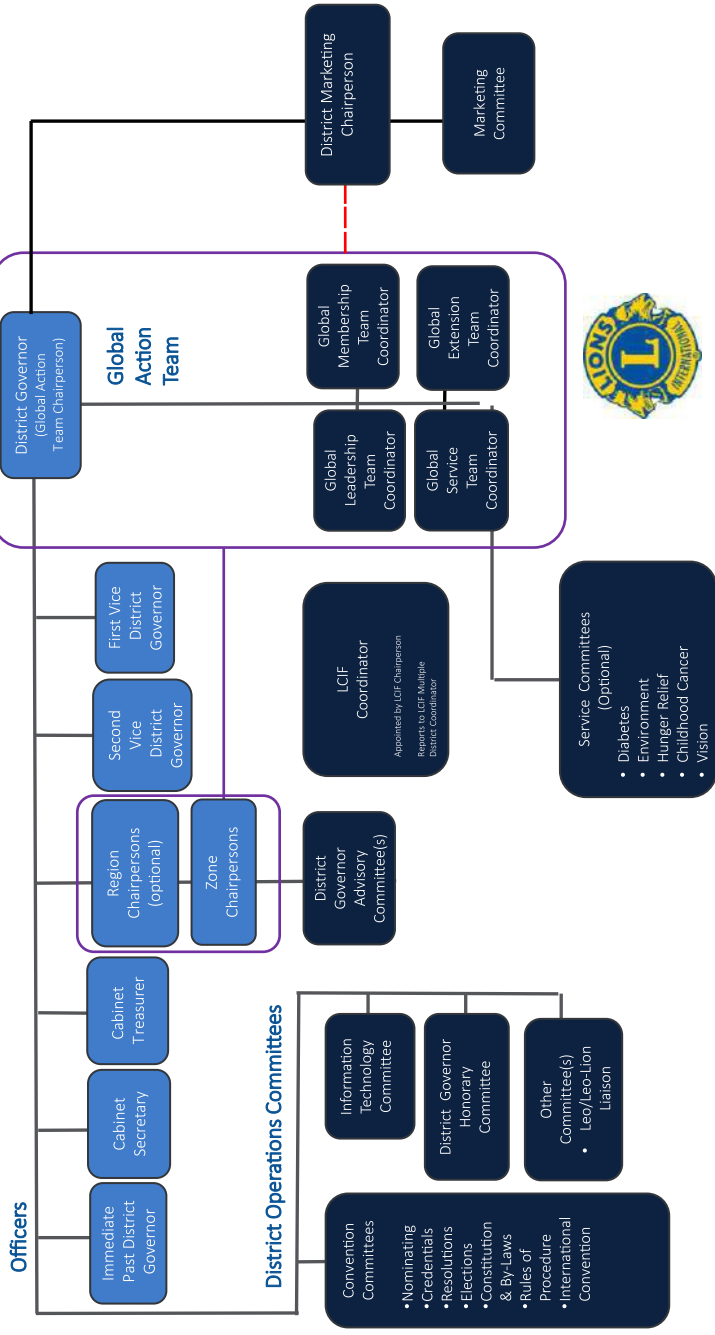 Officers
Immediate
Past District
Governor
Cabinet
Secretary
Cabinet
Treasurer
Region
Chairpersons
(optional)
Zone
Chairpersons
Second
Vice
District
Governor
First Vice
District
Governor
District Governor
(Global Action
Team Chairperson)
Global
Action
Team
Global
Leadership
Team
Coordinator
Global
Membership
Team
Coordinator
Global
Service
Team
Coordinator
Global
Extension
Team
Coordinator
District Marketing
Chairperson
Marketing
Committee
District Operations Committees
Convention
Committees
•Nominating
•Credentials
•Resolutions
•Elections
•Constitution
& By-Laws
•Rules of
Procedure
•International
Convention
Information
Technology
Committee
District Governor
Honorary
Committee
Other
Committee(s)
• Leo/Leo-Lion
Liaison
District
Governor
Advisory
Committee(s)
LCIF
Coordinator
Appointed by LCIF Chairperson
Reports to LCIF Multiple
District Coordinator
Service Committees
(Optional)
• Diabetes
• Environment
• Hunger Relief
• Childhood Cancer
• Vision
LIONS
L
INTERNATIONAL
®